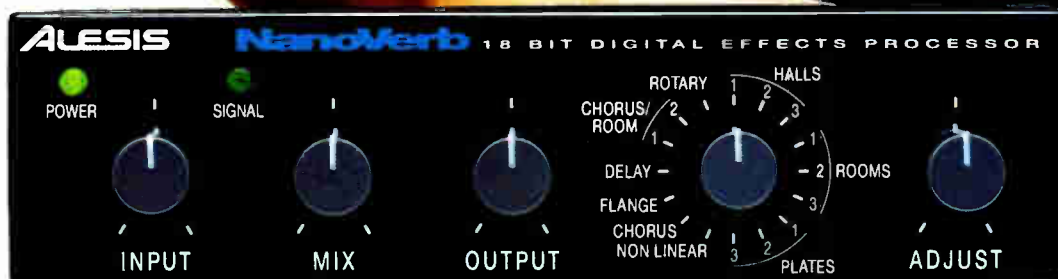 ALESIS NanoVerb 18 BIT DIGITAL EFFECTS PROCESSOR
POWER
SIGNAL
INPUT
MIX
OUTPUT
ROTARY
1 2 3 HALLS
1 2 3 ROOMS
1 2 3 PLATES
NON LINEAR
CHORUS
FLANGE
DELAY
CHORUS/
ROOM
1 2
ADJUST